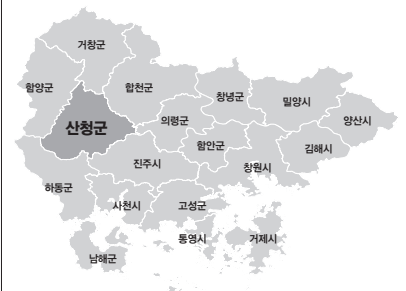 거창군
함양군
합천군
창녕군
밀양시
양산시
산청군
의령군
함안군
김해시
진주시
창원시
하동군
사천시
고성군
통영시
거제시
남해군